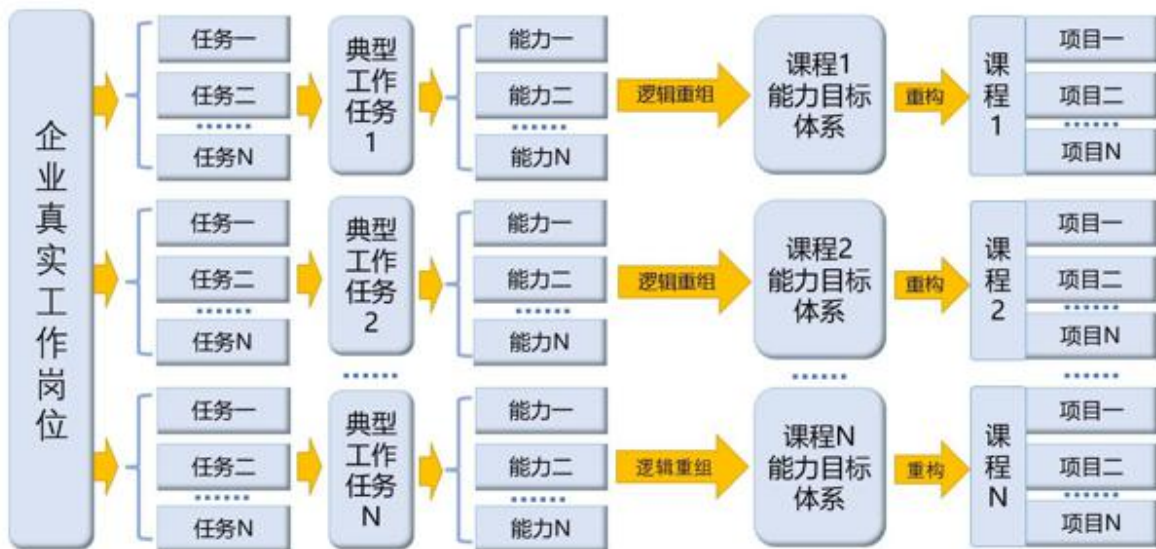 企业真实工作岗位
任务一
任务二
······
任务N
典型
工作
任务
1
能力一
能力二
······
能力N
逻辑重组
课程1
能力目标
体系
重构
课程1
项目一
项目二
······
项目N
任务一
任务二
······
任务N
典型
工作
任务
2
······
能力一
能力二
······
能力N
逻辑重组
课程2
能力目标
体系
······
重构
课程2
项目一
项目二
······
项目N
······
任务一
任务二
······
任务N
典型
工作
任务
N
能力一
能力二
······
能力N
逻辑重组
课程N
能力目标
体系
重构
课程N
项目一
项目二
······
项目N